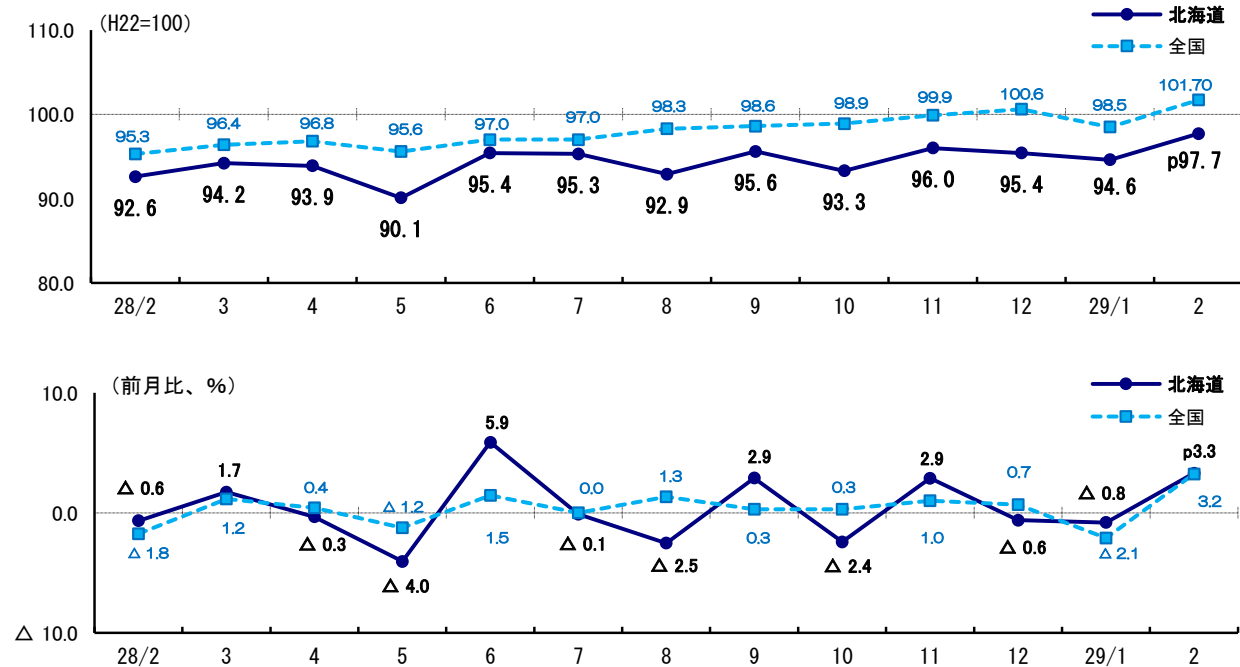 (H22=100)
北海道
全国
110.0
100.0
90.0
80.0
95.3 96.4 96.8 95.6 97.0 97.0 98.3 98.6 98.9 99.9 100.6 98.5 101.70
92.6 94.2 93.9 90.1 95.4 95.3 92.9 95.6 93.3 96.0 95.4 94.6 p97.7
28/2 3 4 5 6 7 8 9 10 11 12 29/1 2
(前月比、%)
北海道
全国
10.0
0.0
△ 10.0
△ 0.6 1.7 △ 0.3 △ 4.0 5.9 △ 0.1 △ 2.5 2.9 △ 2.4 2.9 △ 0.6 △ 0.8 p3.3
△ 1.8 1.2 0.4 △ 1.2 1.5 0.0 1.3 0.3 0.3 1.0 0.7 △ 2.1 3.2
28/2 3 4 5 6 7 8 9 10 11 12 29/1 2